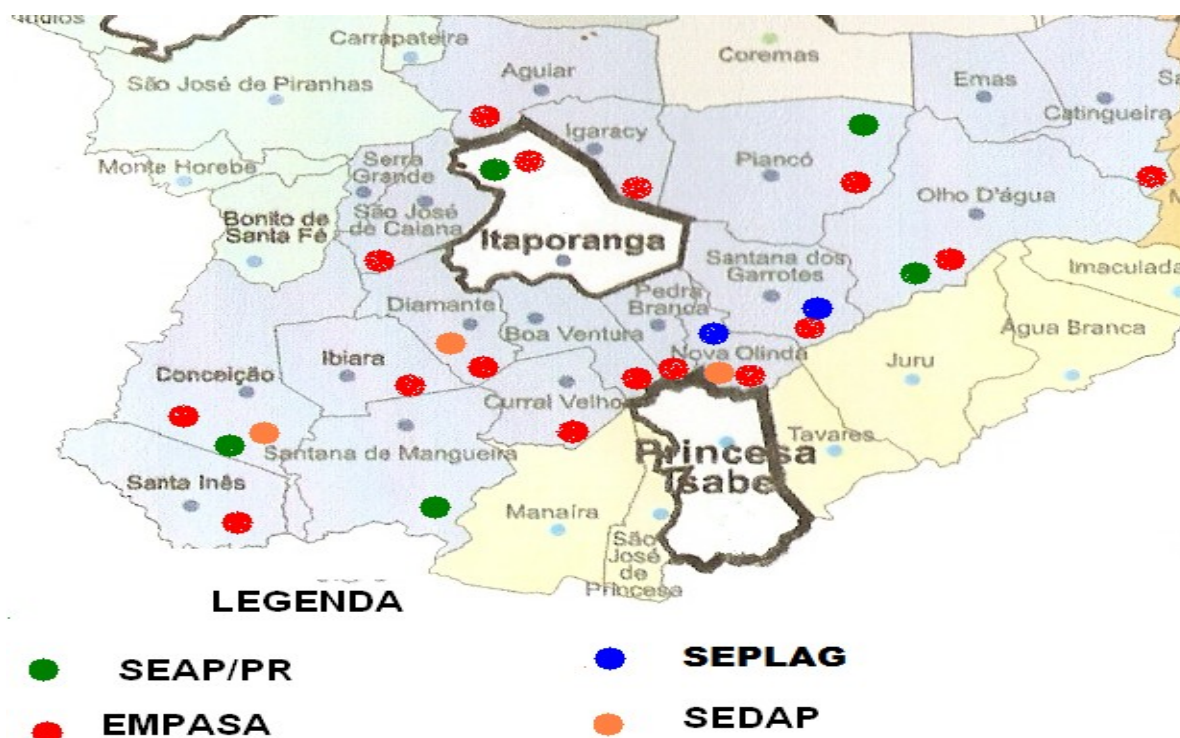 Carrapateira
Coremas
Aguiar
Emas
São José de Piranhas
Catingueira
Igaracy
Monte Horebe
Serra
Grande
Piancó
Olho D'água
São José
de Caiana
Bonito de
Santa Fé
Itaporanga
Santana dos
Garrotes
Imaculada
Diamante
Pedra
Branca
Boa Ventura
Água Branca
Ibiara
Nova Olinda
Juru
Conceição
Curral Velho
Tavares
Santana de Mangueira
Princesa
Isabel
Santa Inês
Manaíra
São
José
de
Princesa
LEGENDA
SEAP/PR
SEPLAG
EMPASA
SEDAP